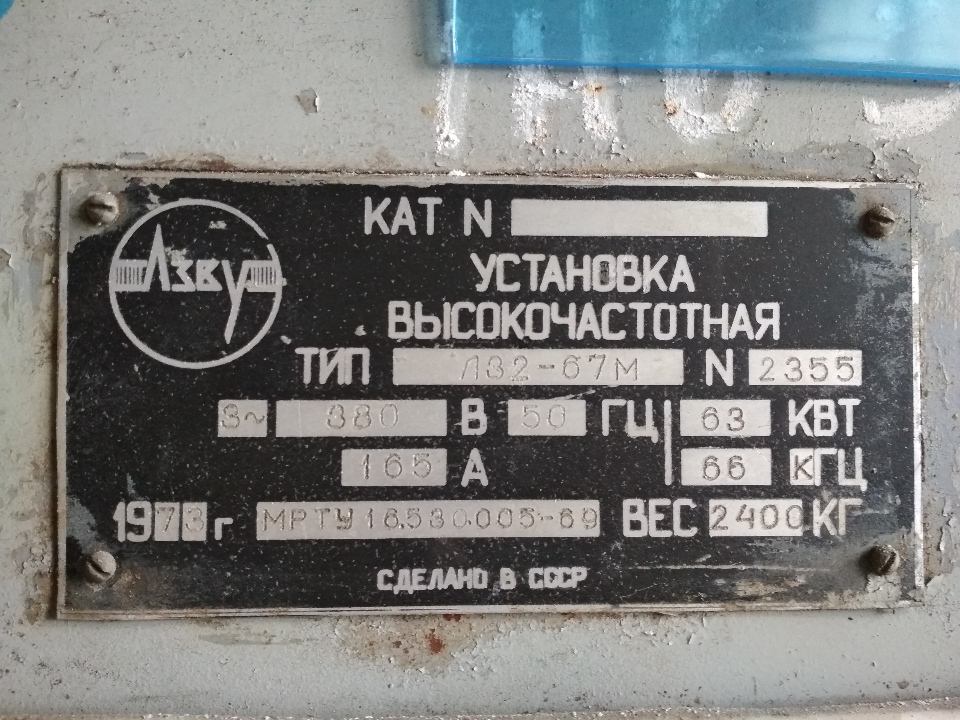 ЛЗВУ
КАТ N
УСТАНОВКА
ВЫСОКОЧАСТОТНАЯ
ТИП ЛЗ2-67М N 2355
3~ 380 В 50 ГЦ 63 КВТ
165 А 66 КГЦ
1973г МРТУ16.530.005-69 ВЕС 2400 КГ
СДЕЛАНО В СССР